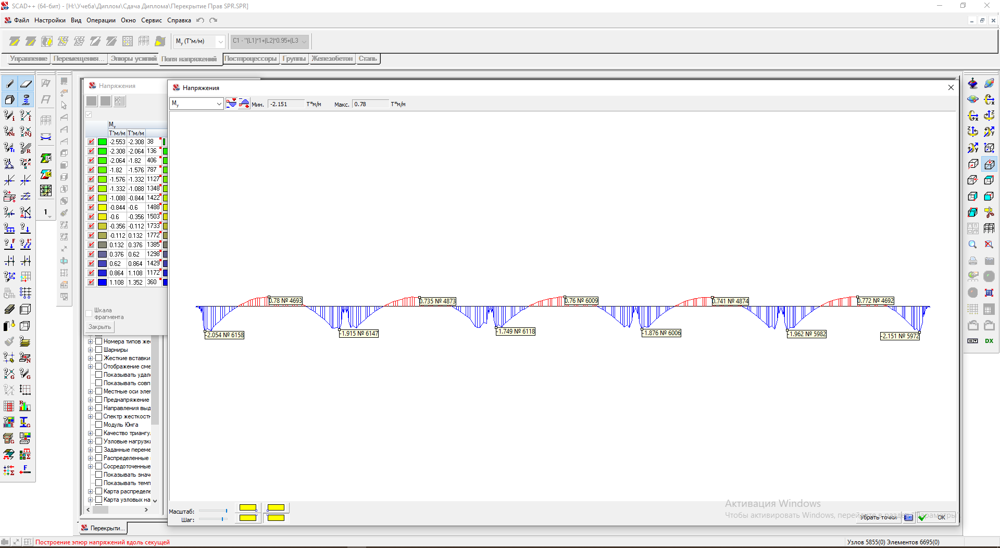 SCAD++ (64-бит) - [H:\Учеба\Диплом\Сдача Диплома\Перекрытие Прав SPR.SPR]
Файл Настройки Вид Операции Окно Сервис Справка
My (Т*м/м)
C1 - "(L1)*1+(L2)*0.95+(L3
Управление Перемещения... Эпюры усилий Поля напряжений Постпроцессоры Группы Железобетон Сталь
Напряжения
My
Т*м/м Т*м/м
-2.553 -2.308 38
-2.308 -2.064 136
-2.064 -1.82 406
-1.82 -1.576 787
-1.576 -1.332 1127
-1.332 -1.088 1348
-1.088 -0.844 1422
-0.844 -0.6 1488
-0.6 -0.356 1503
-0.356 -0.112 1733
-0.112 0.132 1772
0.132 0.376 1385
0.376 0.62 1298
0.62 0.864 1429
0.864 1.108 1172
1.108 1.352 360
Шкала
фрагмента
Закрыть
Номера типов же
Шарниры
Жесткие вставки
Отображение сме
Показывать удал
Показывать совп
Местные оси эле
Преднапряжение
Направления выд
Спектр жесткост
Модуль Юнга
Качество триангу
Узловые нагрузк
Заданные переме
Распределенные
Сосредоточенные
Показывать знач
Показывать темп
Карта распределе
Карта узловых на
Напряжения
My
Мин. -2.151 Т*м/м Макс. 0.78 Т*м/м
0.78 № 4693
0.735 № 4873
0.76 № 6009
0.741 № 4874
0.772 № 4692
-2.054 № 6158
-1.915 № 6147
-1.749 № 6118
-1.876 № 6006
-1.962 № 5982
-2.151 № 5972
Масштаб:
Шаг:
Активация Windows
Чтобы активировать Windows, перейдите в раздел "Параметры".
Убрать точки
OK
Перекрыти...
Построение эпюр напряжений вдоль секущей
Узлов 5855(0) Элементов 6695(0)
1
DX